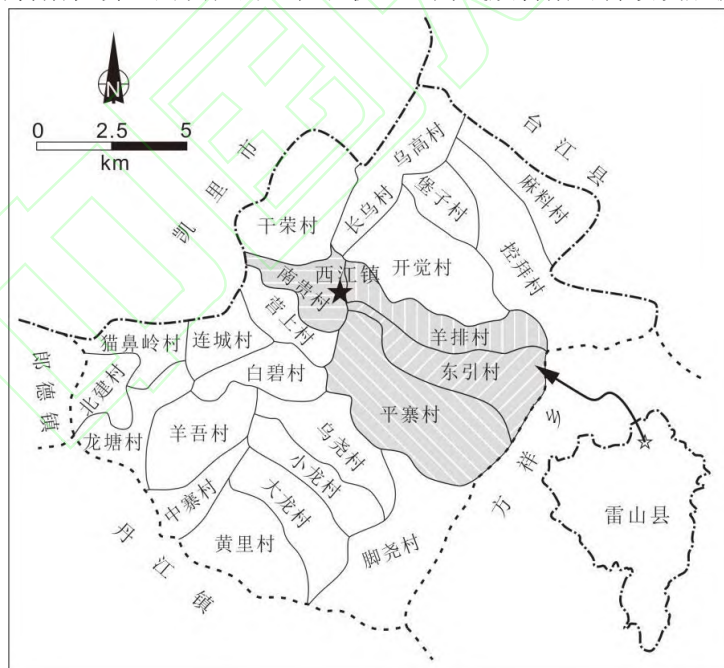 N
0 2.5 5
km
凯里市
台江县
乌高村
堡子村
麻料村
长乌村
干荣村
控拜村
开觉村
西江镇
南贵村
营上村
羊排村
猫鼻岭村
连城村
东引村
白碧村
郎德镇
北建村
平寨村
龙塘村
羊吾村
乌尧村
小龙村
方祥乡
中寨村
大龙村
雷山县
黄里村
脚尧村
丹江镇